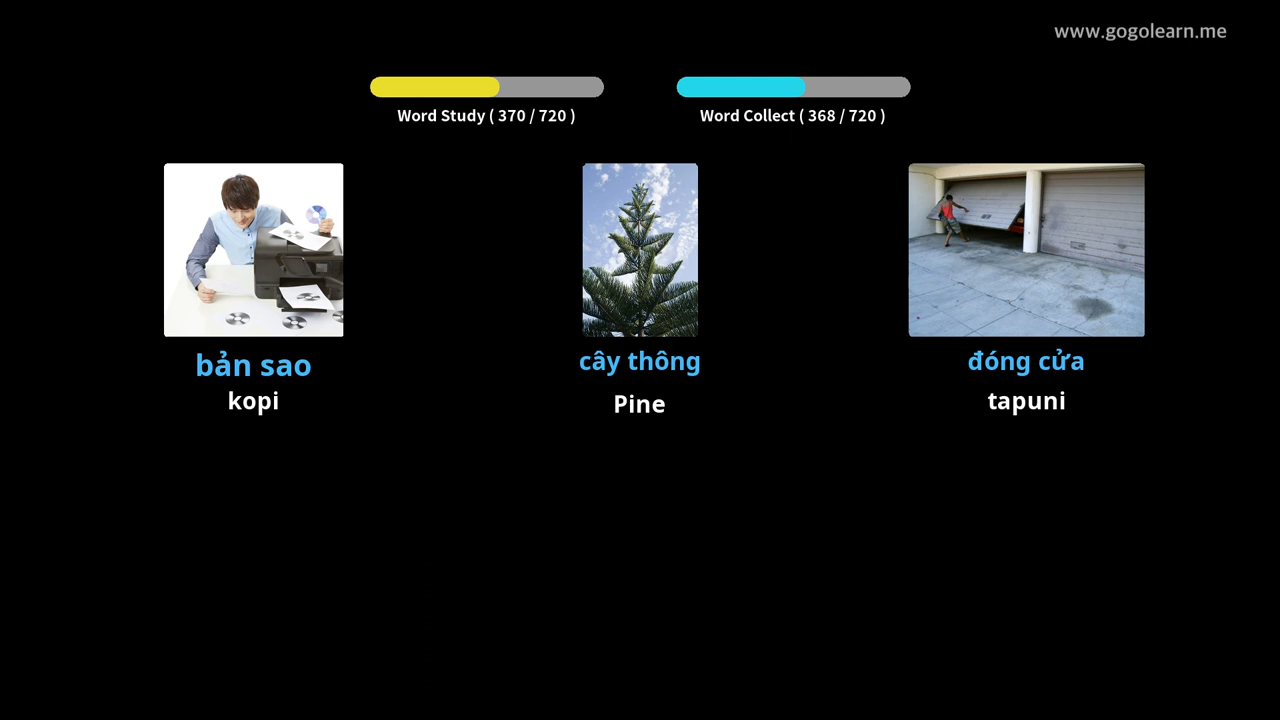 www.gogolearn.me
Word Study ( 370 / 720 )
Word Collect ( 368 / 720 )
bản sao
kopi
cây thông
Pine
đóng cửa
tapuni